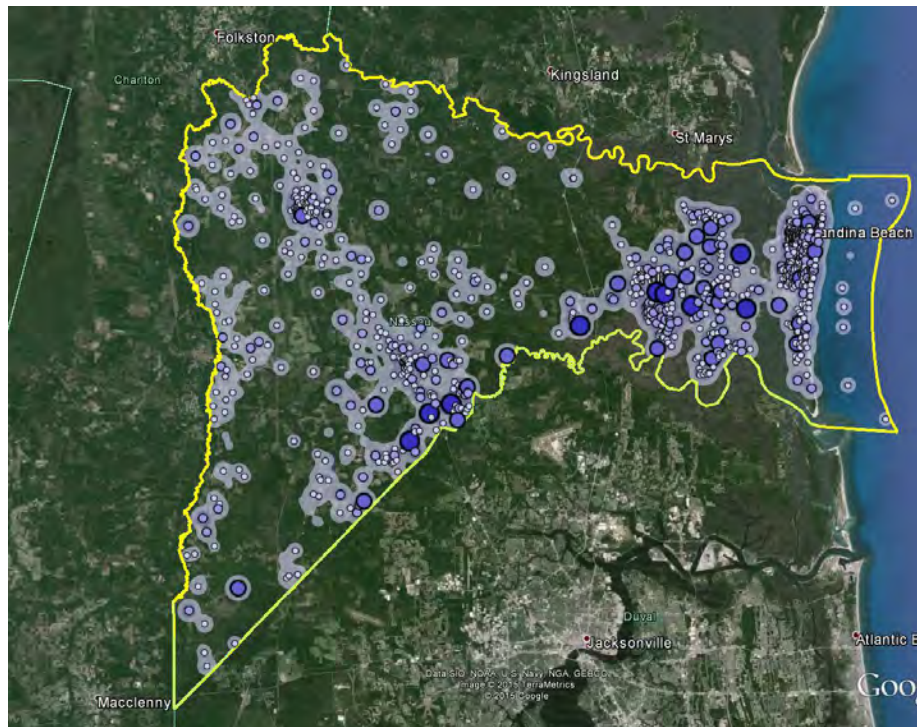 Folkston
Charlton
Kingsland
St Marys
andina Beach
Nassau
Duval
Jacksonville
Atlantic B
Data SIO, NOAA, U.S. Navy, NGA, GEBCO
Image © 2015 TerraMetrics
© 2015 Google
Macclenny
Goo